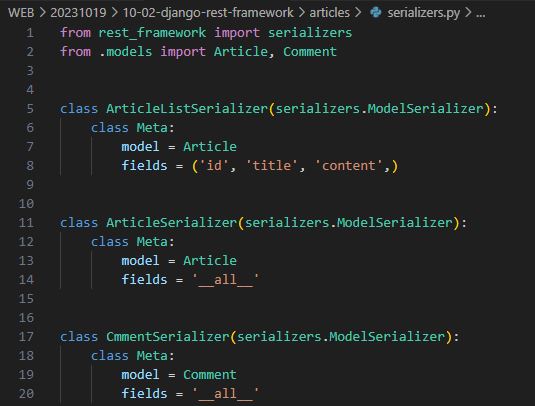 WEB > 20231019 > 10-02-django-rest-framework > articles > serializers.py > ...
1 from rest_framework import serializers
2 from .models import Article, Comment
3
4
5 class ArticleListSerializer(serializers.ModelSerializer):
6     class Meta:
7         model = Article
8         fields = ('id', 'title', 'content',)
9
10
11 class ArticleSerializer(serializers.ModelSerializer):
12     class Meta:
13         model = Article
14         fields = '__all__'
15
16
17 class CmmentSerializer(serializers.ModelSerializer):
18     class Meta:
19         model = Comment
20         fields = '__all__'